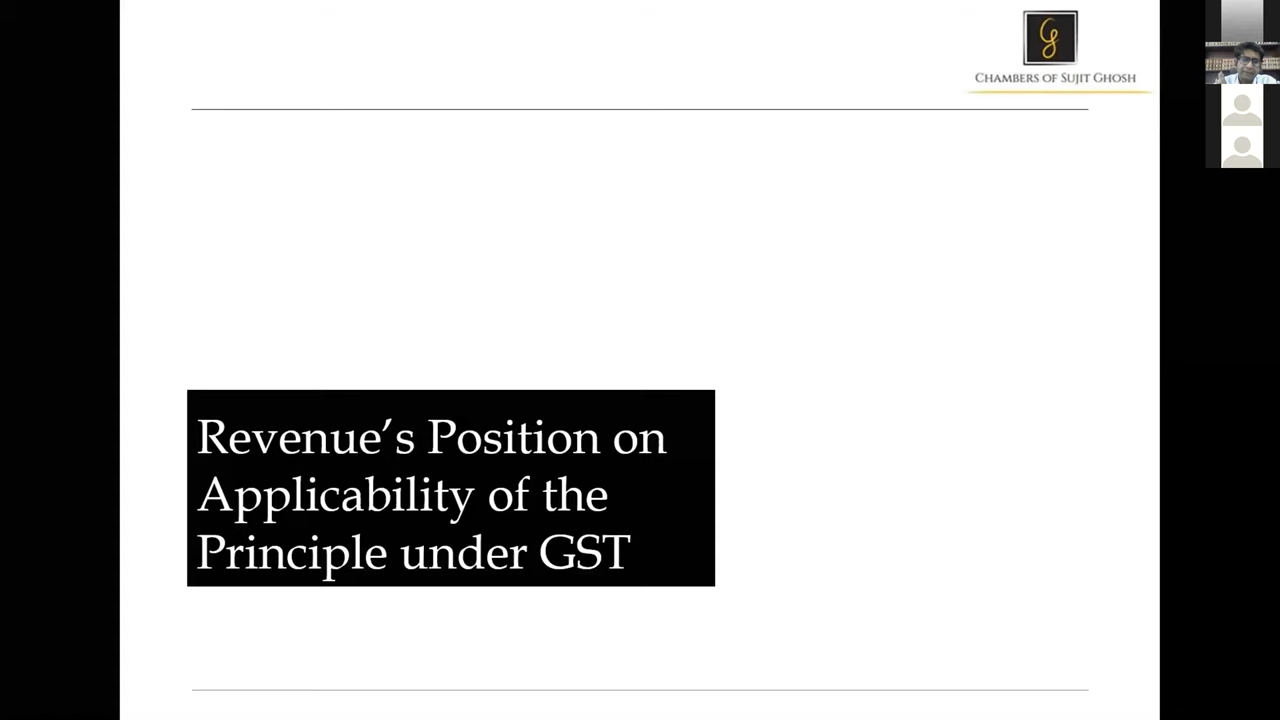 G
CHAMBERS OF SUJIT GHOSH
Revenue’s Position on
Applicability of the
Principle under GST